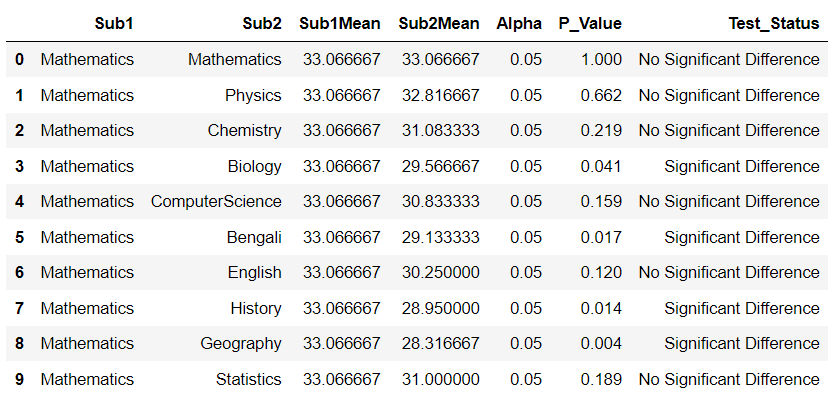 Sub1 Sub2 Sub1Mean Sub2Mean Alpha P_Value Test_Status
0 Mathematics Mathematics 33.066667 33.066667 0.05 1.000 No Significant Difference
1 Mathematics Physics 33.066667 32.816667 0.05 0.662 No Significant Difference
2 Mathematics Chemistry 33.066667 31.083333 0.05 0.219 No Significant Difference
3 Mathematics Biology 33.066667 29.566667 0.05 0.041 Significant Difference
4 Mathematics ComputerScience 33.066667 30.833333 0.05 0.159 No Significant Difference
5 Mathematics Bengali 33.066667 29.133333 0.05 0.017 Significant Difference
6 Mathematics English 33.066667 30.250000 0.05 0.120 No Significant Difference
7 Mathematics History 33.066667 28.950000 0.05 0.014 Significant Difference
8 Mathematics Geography 33.066667 28.316667 0.05 0.004 Significant Difference
9 Mathematics Statistics 33.066667 31.000000 0.05 0.189 No Significant Difference